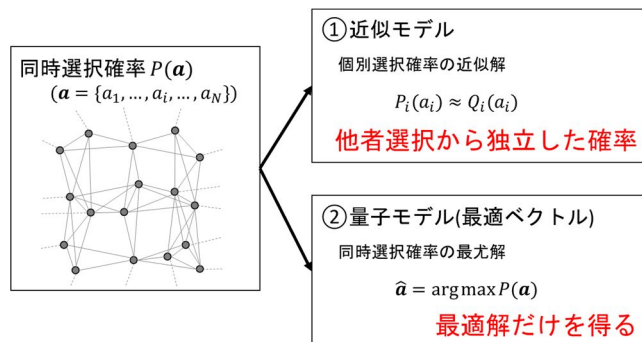 同時選択確率 P(a)
(a = {a₁, ..., aᵢ, ..., a_N})
①近似モデル
個別選択確率の近似解
Pᵢ(aᵢ) ≈ Qᵢ(aᵢ)
他者選択から独立した確率
②量子モデル(最適ベクトル)
同時選択確率の最尤解
â = argmax P(a)
最適解だけを得る